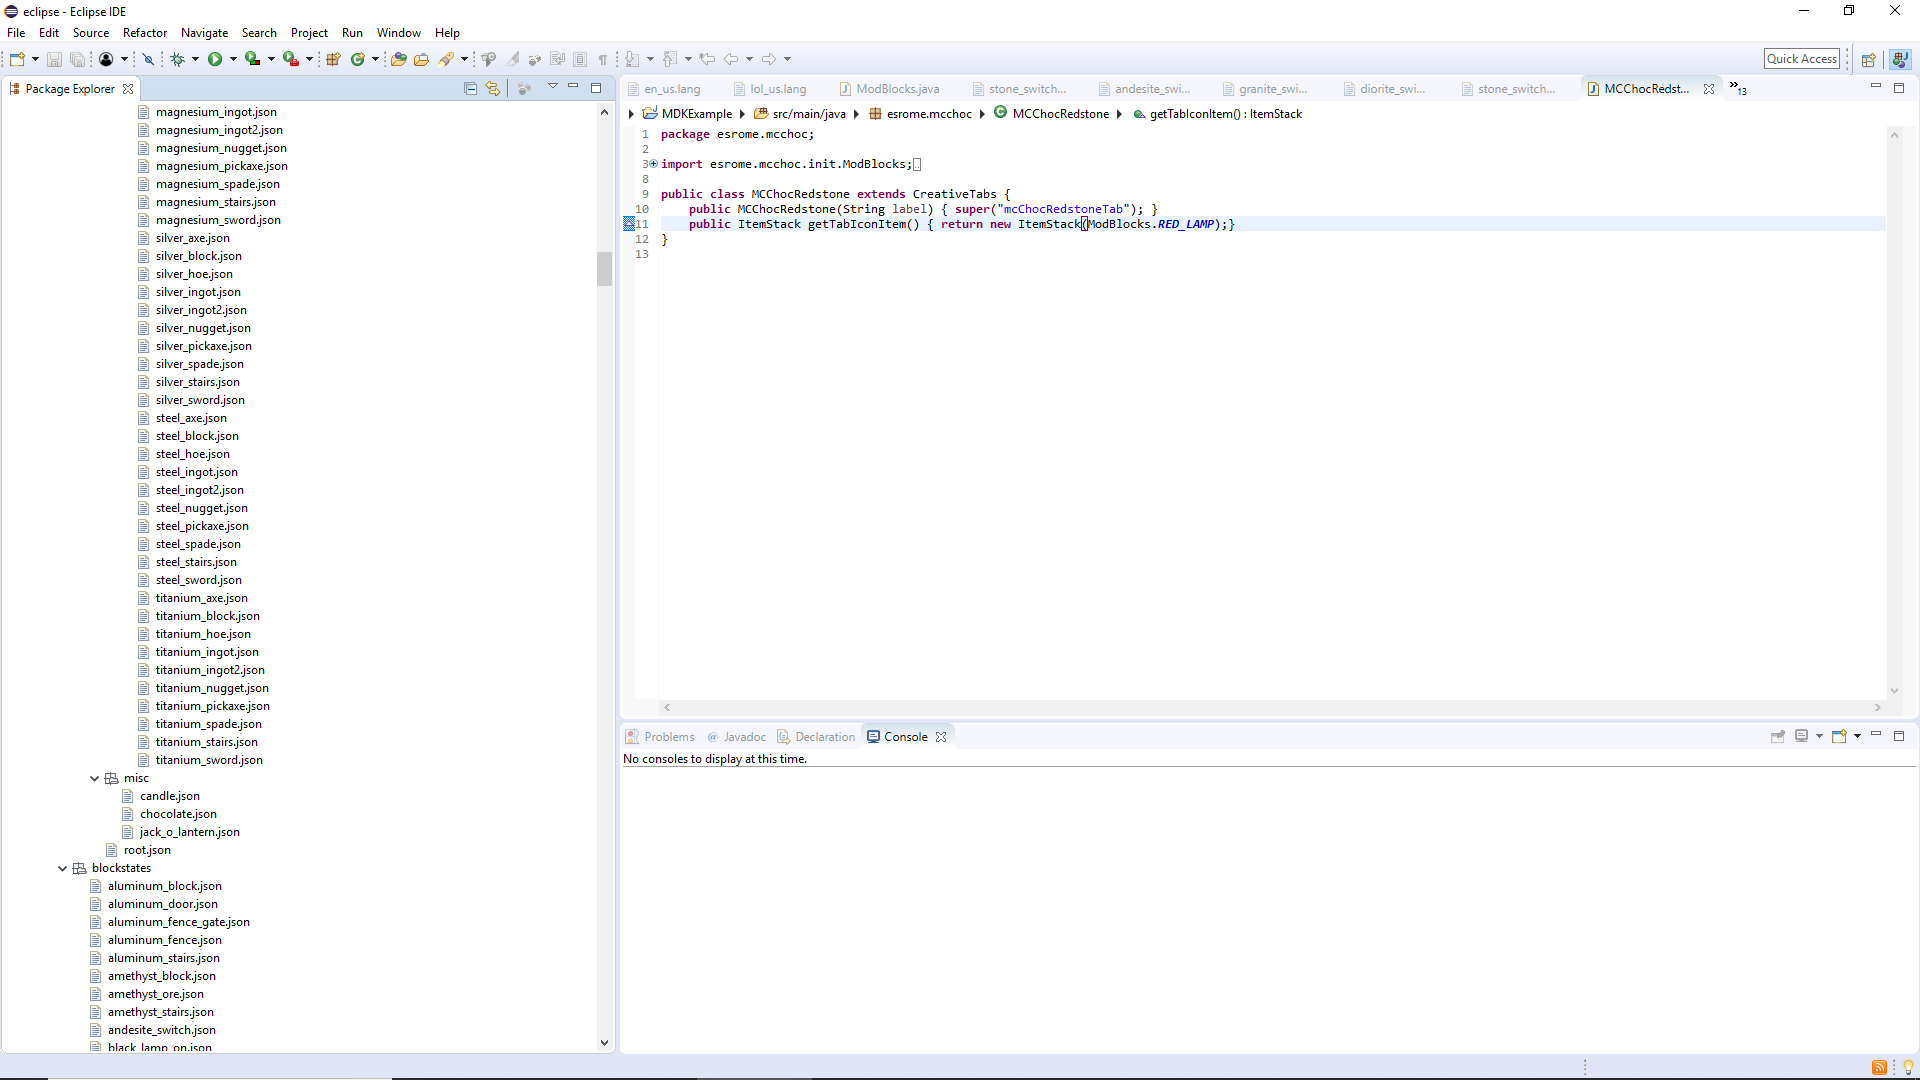 eclipse - Eclipse IDE
File Edit Source Refactor Navigate Search Project Run Window Help
Quick Access
Package Explorer
magnesium_ingot.json
magnesium_ingot2.json
magnesium_nugget.json
magnesium_pickaxe.json
magnesium_spade.json
magnesium_stairs.json
magnesium_sword.json
silver_axe.json
silver_block.json
silver_hoe.json
silver_ingot.json
silver_ingot2.json
silver_nugget.json
silver_pickaxe.json
silver_spade.json
silver_stairs.json
silver_sword.json
steel_axe.json
steel_block.json
steel_hoe.json
steel_ingot.json
steel_ingot2.json
steel_nugget.json
steel_pickaxe.json
steel_spade.json
steel_stairs.json
steel_sword.json
titanium_axe.json
titanium_block.json
titanium_hoe.json
titanium_ingot.json
titanium_ingot2.json
titanium_nugget.json
titanium_pickaxe.json
titanium_spade.json
titanium_stairs.json
titanium_sword.json
misc
candle.json
chocolate.json
jack_o_lantern.json
root.json
blockstates
aluminum_block.json
aluminum_door.json
aluminum_fence_gate.json
aluminum_fence.json
aluminum_stairs.json
amethyst_block.json
amethyst_ore.json
amethyst_stairs.json
andesite_switch.json
black_lamp_on.json
en_us.lang lol_us.lang ModBlocks.java stone_switch... andesite_swi... granite_swi... diorite_swi... stone_switch... MCChocRedst... 13
MDKExample src/main/java esrome.mcchoc MCChocRedstone getTabIconItem() : ItemStack
1 package esrome.mcchoc;
2
3 import esrome.mcchoc.init.ModBlocks;
8
9 public class MCChocRedstone extends CreativeTabs {
10 public MCChocRedstone(String label) { super("mcChocRedstoneTab"); }
11 public ItemStack getTabIconItem() { return new ItemStack(ModBlocks.RED_LAMP);}
12 }
13
Problems Javadoc Declaration Console
No consoles to display at this time.